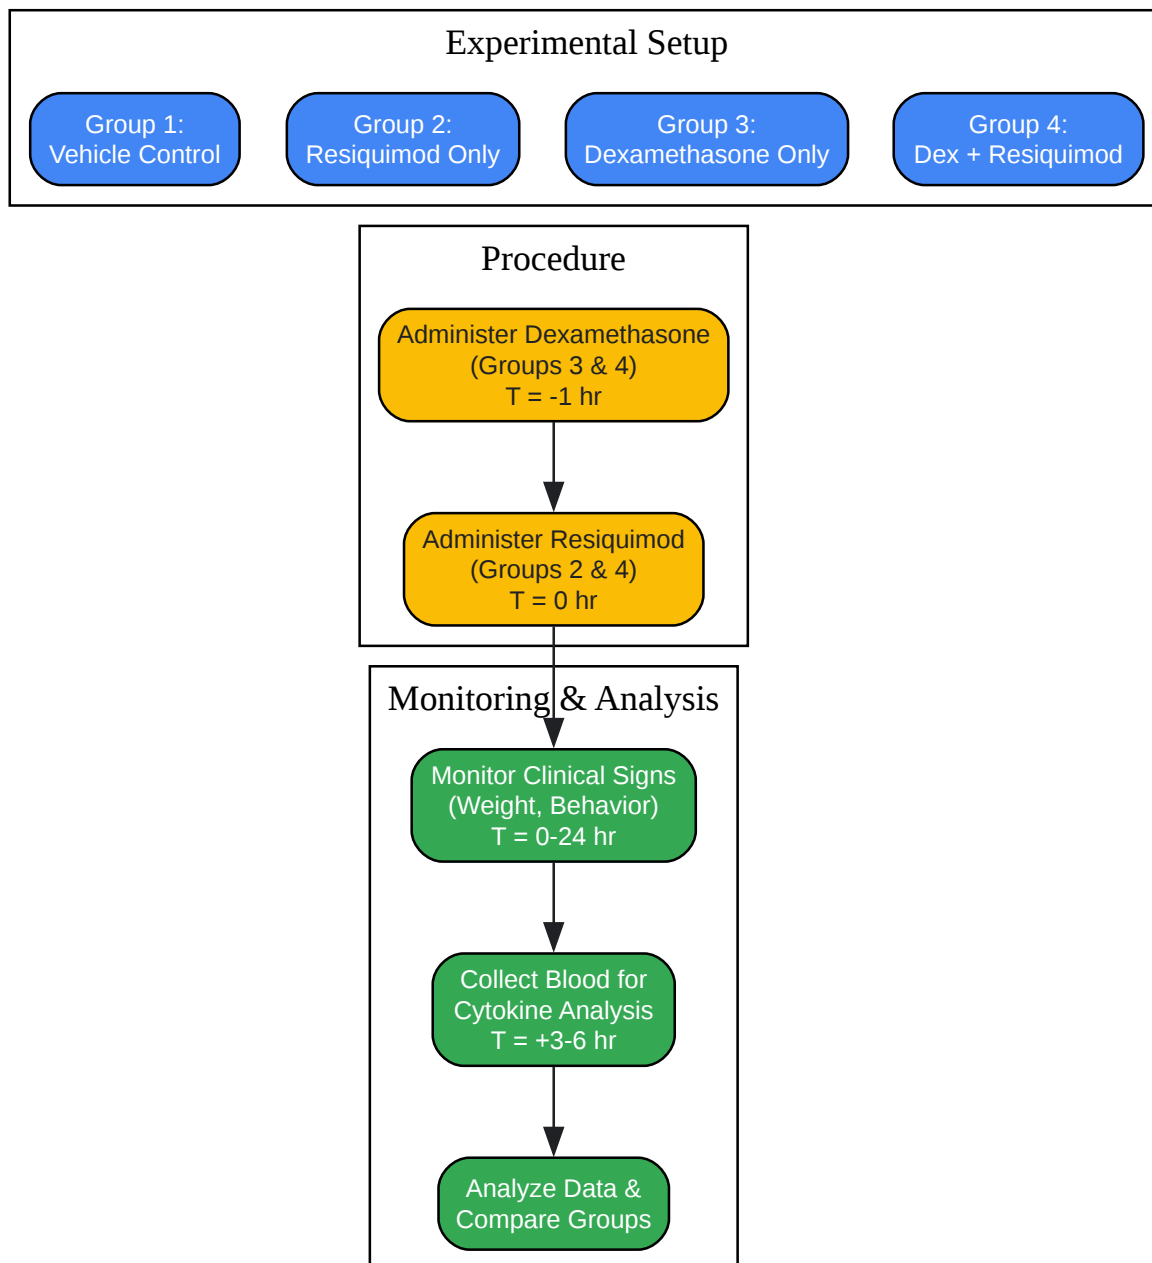 Experimental Setup
Group 1:
Vehicle Control
Group 2:
Resiquimod Only
Group 3:
Dexamethasone Only
Group 4:
Dex + Resiquimod
Procedure
Administer Dexamethasone
(Groups 3 & 4)
T = -1 hr
Administer Resiquimod
(Groups 2 & 4)
T = 0 hr
Monitoring & Analysis
Monitor Clinical Signs
(Weight, Behavior)
T = 0-24 hr
Collect Blood for
Cytokine Analysis
T = +3-6 hr
Analyze Data &
Compare Groups